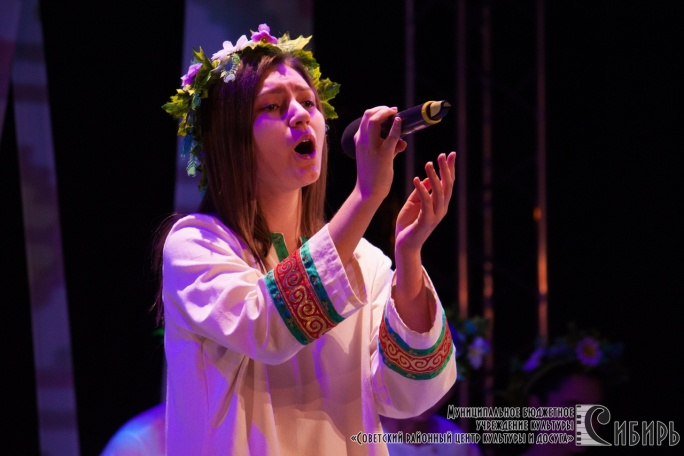 Муниципальное бюджетное
учреждение культуры
«Советский районный центр культуры и досуга»
Сибирь